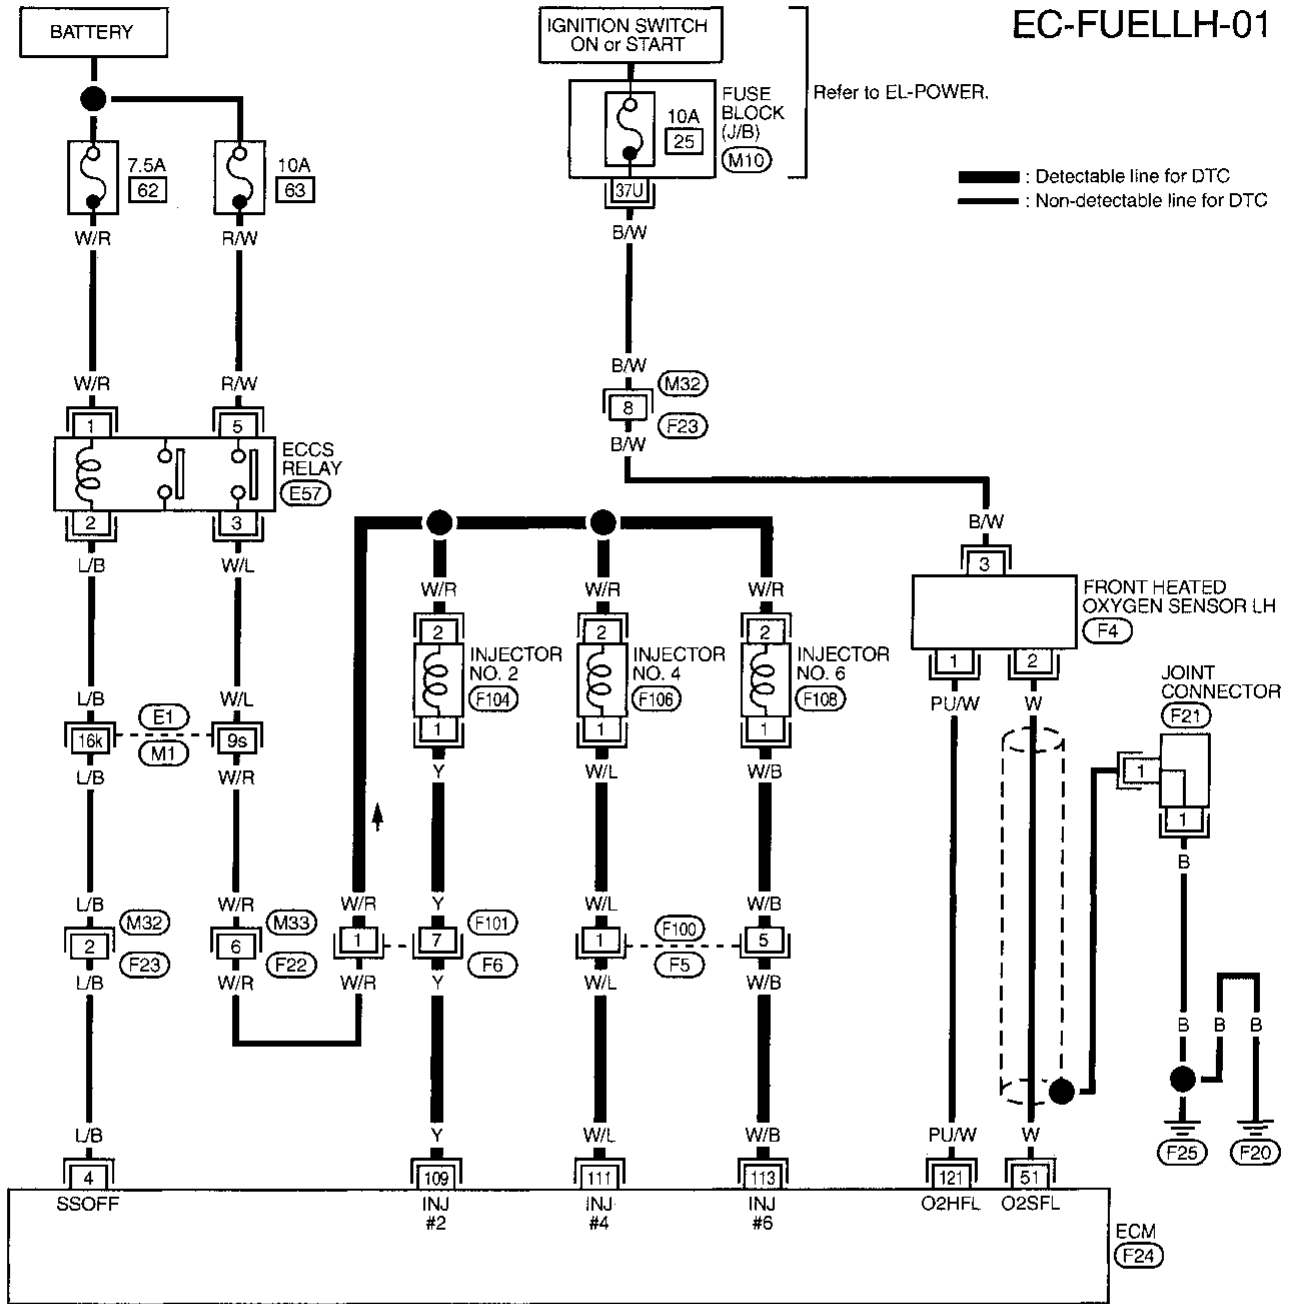 EC-FUELLH-01
BATTERY
IGNITION SWITCH
ON or START
FUSE
BLOCK
(J/B)
M10
10A
25
37U
Refer to EL-POWER.
: Detectable line for DTC
: Non-detectable line for DTC
7.5A
62
10A
63
W/R
R/W
B/W
W/R
R/W
B/W
M32
8
F23
B/W
1
5
ECCS
RELAY
E57
2
3
L/B
W/L
B/W
3
FRONT HEATED
OXYGEN SENSOR LH
F4
1
2
PU/W
W
W/R
W/R
W/R
2
INJECTOR
NO. 2
F104
1
2
INJECTOR
NO. 4
F106
1
2
INJECTOR
NO. 6
F108
1
Y
W/L
W/B
JOINT
CONNECTOR
F21
1
1
B
L/B
W/L
16k
E1
M1
9s
L/B
W/R
L/B
W/R
W/R
Y
W/L
W/B
2
M32
F23
6
M33
F22
1
7
F101
F6
1
F100
F5
5
L/B
W/R
W/R
Y
W/L
W/B
B
B
B
F25
F20
L/B
Y
W/L
W/B
PU/W
W
4
109
111
113
121
51
SSOFF
INJ
#2
INJ
#4
INJ
#6
O2HFL
O2SFL
ECM
F24